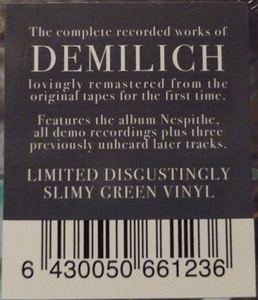 The complete recorded works of
DEMILICH
lovingly remastered from the
original tapes for the first time.
Features the album Nespithe,
all demo recordings plus three
previously unheard later tracks.
LIMITED DISGUSTINGLY
SLIMY GREEN VINYL
6 430050 661236